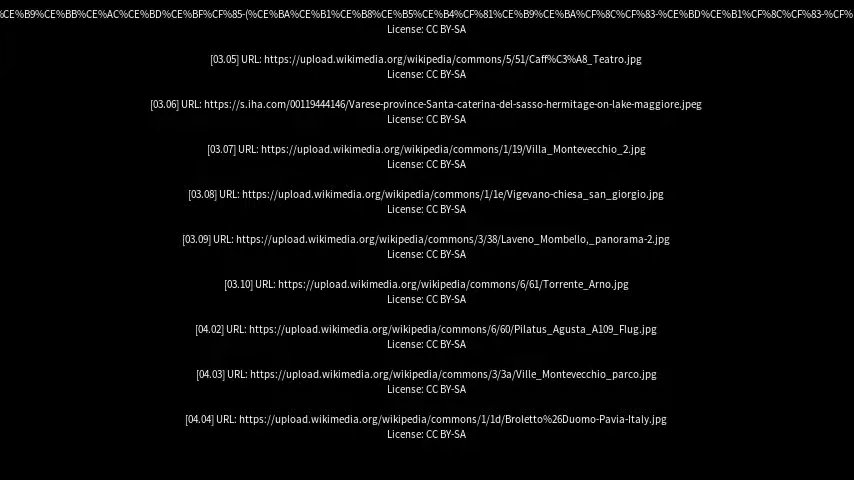 %CE%B9%CE%BB%CE%AC%CE%BD%CE%BF%CF%85-(%CE%BA%CE%B1%CE%B8%CE%B5%CE%B4%CF%81%CE%B9%CE%BA%CF%8C%CF%83-%CE%BD%CE%B1%CF%8C%CF%83-%CF%
License: CC BY-SA
[03.05] URL: https://upload.wikimedia.org/wikipedia/commons/5/51/Caff%C3%A8_Teatro.jpg
License: CC BY-SA
[03.06] URL: https://s.iha.com/00119444146/Varese-province-Santa-caterina-del-sasso-hermitage-on-lake-maggiore.jpeg
License: CC BY-SA
[03.07] URL: https://upload.wikimedia.org/wikipedia/commons/1/19/Villa_Montevecchio_2.jpg
License: CC BY-SA
[03.08] URL: https://upload.wikimedia.org/wikipedia/commons/1/1e/Vigevano-chiesa_san_giorgio.jpg
License: CC BY-SA
[03.09] URL: https://upload.wikimedia.org/wikipedia/commons/3/38/Laveno_Mombello,_panorama-2.jpg
License: CC BY-SA
[03.10] URL: https://upload.wikimedia.org/wikipedia/commons/6/61/Torrente_Arno.jpg
License: CC BY-SA
[04.02] URL: https://upload.wikimedia.org/wikipedia/commons/6/60/Pilatus_Agusta_A109_Flug.jpg
License: CC BY-SA
[04.03] URL: https://upload.wikimedia.org/wikipedia/commons/3/3a/Ville_Montevecchio_parco.jpg
License: CC BY-SA
[04.04] URL: https://upload.wikimedia.org/wikipedia/commons/1/1d/Broletto%26Duomo-Pavia-Italy.jpg
License: CC BY-SA